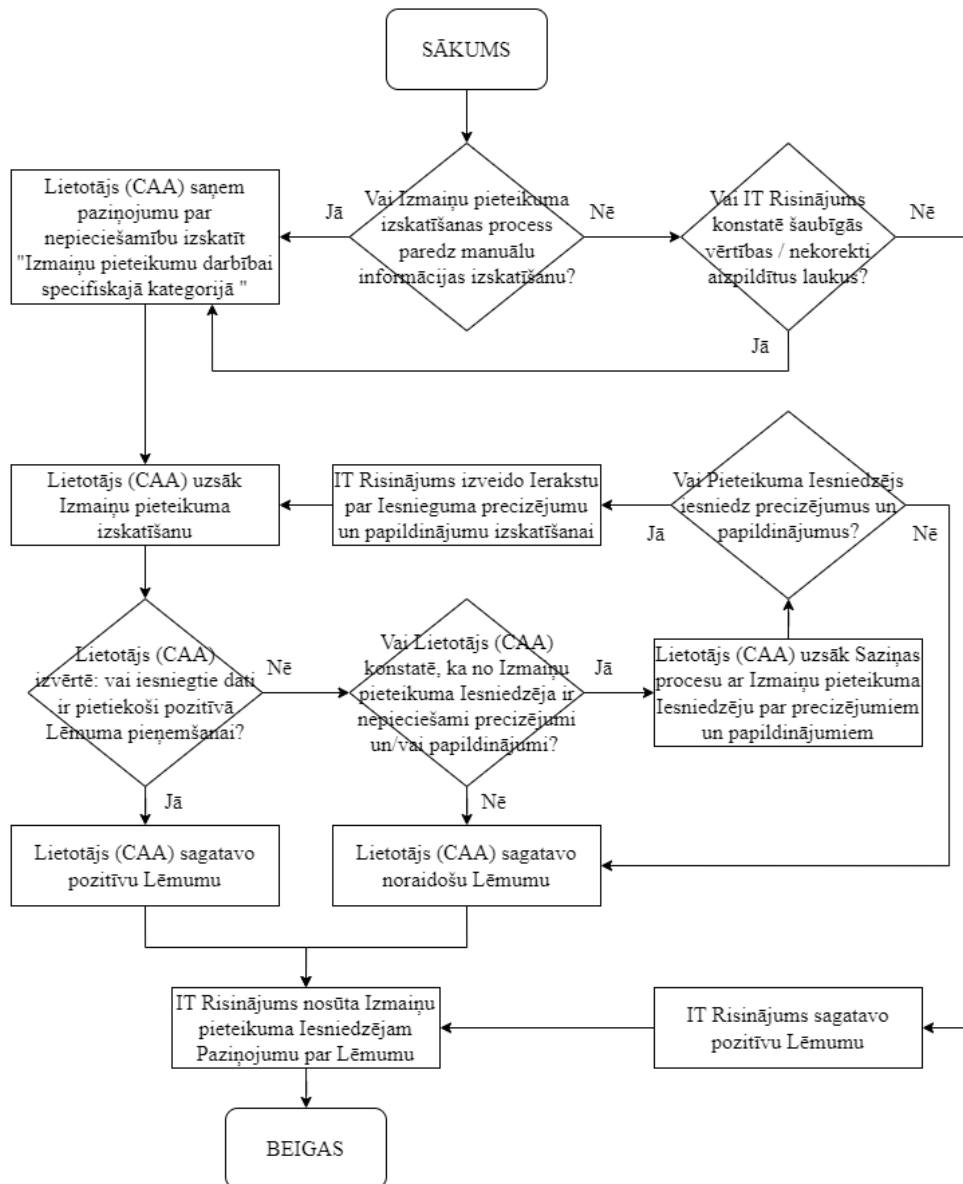 SĀKUMS
Lietotājs (CAA) saņem
paziņojumu par
nepieciešamību izskatīt
"Izmaiņu pieteikumu darbībai
specifiskajā kategorijā "
Jā
Vai Izmaiņu pieteikuma
izskatīšanas process
paredz manuālu
informācijas izskatīšanu?
Nē
Vai IT Risinājums
konstatē šaubīgās
vērtības / nekorekti
aizpildītus laukus?
Nē
Jā
Lietotājs (CAA) uzsāk
Izmaiņu pieteikuma
izskatīšanu
IT Risinājums izveido Ierakstu
par Iesnieguma precizējumu
un papildinājumu izskatīšanai
Jā
Vai Pieteikuma Iesniedzējs
iesniedz precizējumus un
papildinājumus?
Nē
Lietotājs (CAA)
izvērtē: vai iesniegtie dati
ir pietiekoši pozitīvā
Lēmuma pieņemšanai?
Nē
Vai Lietotājs (CAA)
konstatē, ka no Izmaiņu
pieteikuma Iesniedzēja ir
nepieciešami precizējumi
un/vai papildinājumi?
Jā
Lietotājs (CAA) uzsāk Saziņas
procesu ar Izmaiņu pieteikuma
Iesniedzēju par precizējumiem
un papildinājumiem
Jā
Nē
Lietotājs (CAA) sagatavo
pozitīvu Lēmumu
Lietotājs (CAA) sagatavo
noraidošu Lēmumu
IT Risinājums nosūta Izmaiņu
pieteikuma Iesniedzējam
Paziņojumu par Lēmumu
IT Risinājums sagatavo
pozitīvu Lēmumu
BEIGAS